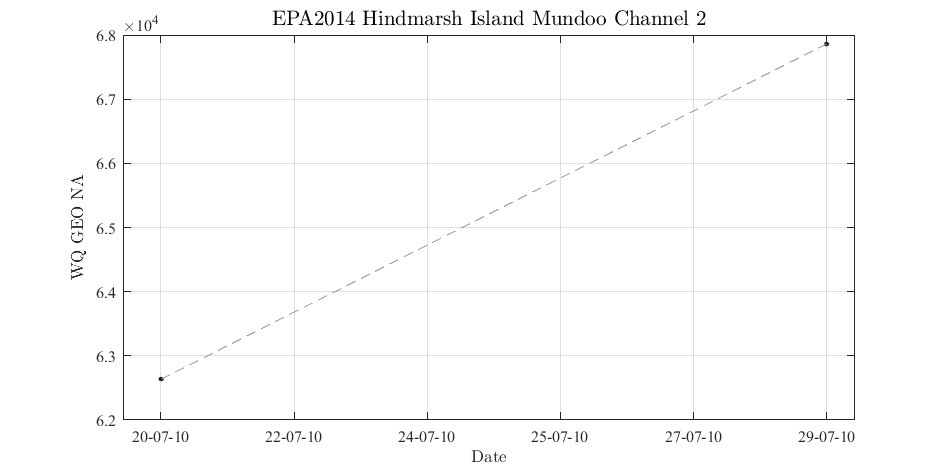 EPA2014 Hindmarsh Island Mundoo Channel 2
×10⁴
6.8
6.7
6.6
6.5
6.4
6.3
6.2
WQ GEO NA
20-07-10 22-07-10 24-07-10 25-07-10 27-07-10 29-07-10
Date